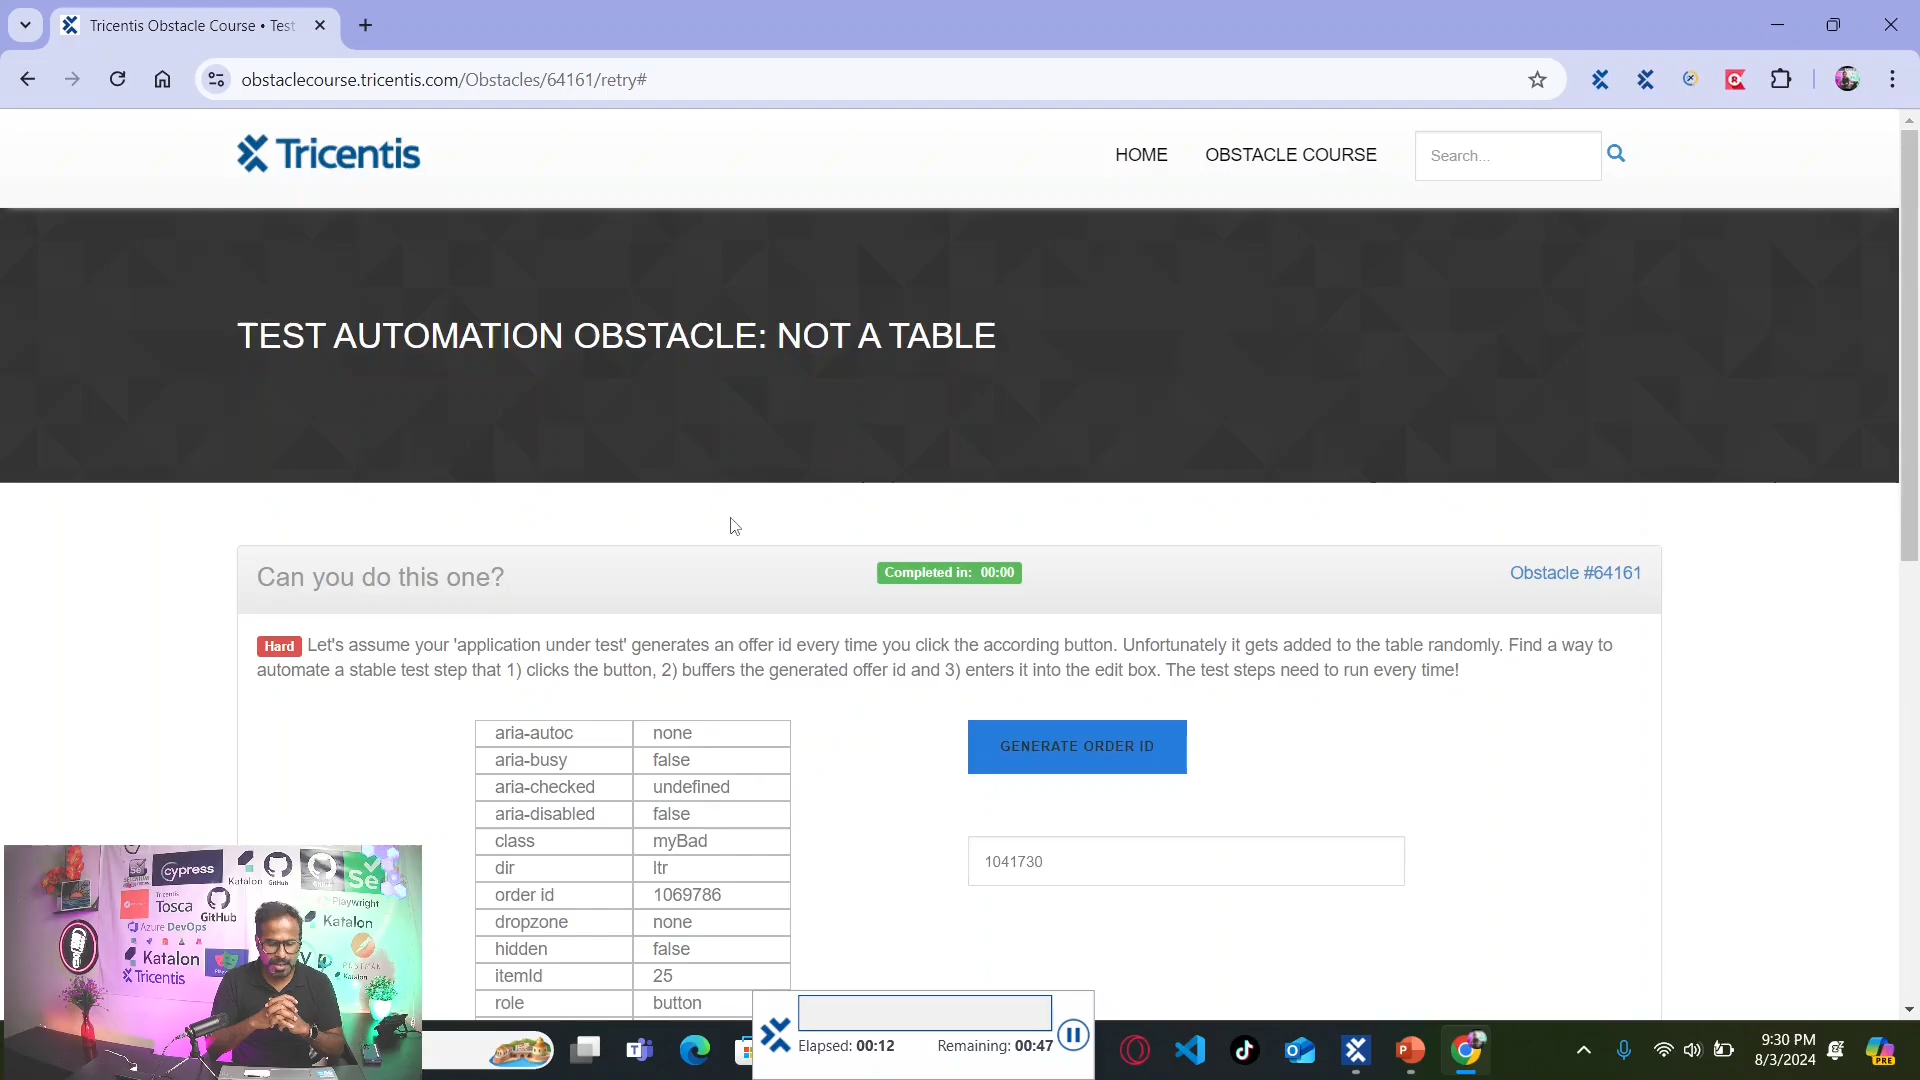 Tricentis Obstacle Course • Test
obstaclecourse.tricentis.com/Obstacles/64161/retry#
Tricentis
HOME
OBSTACLE COURSE
Search...
TEST AUTOMATION OBSTACLE: NOT A TABLE
Can you do this one?
Completed in: 00:00
Obstacle #64161
Hard Let's assume your 'application under test' generates an offer id every time you click the according button. Unfortunately it gets added to the table randomly. Find a way to
automate a stable test step that 1) clicks the button, 2) buffers the generated offer id and 3) enters it into the edit box. The test steps need to run every time!
aria-autoc none
aria-busy false
aria-checked undefined
aria-disabled false
class myBad
dir ltr
order id 1069786
dropzone none
hidden false
itemId 25
role button
GENERATE ORDER ID
1041730
cypress
Katalon
GitHub
Se
Tricentis
Tosca
GitHub
Playwright
Katalon
Azure DevOps
Katalon
Tricentis
POSTMAN
Katalon
Elapsed: 00:12
Remaining: 00:47
9:30 PM
8/3/2024
PRE